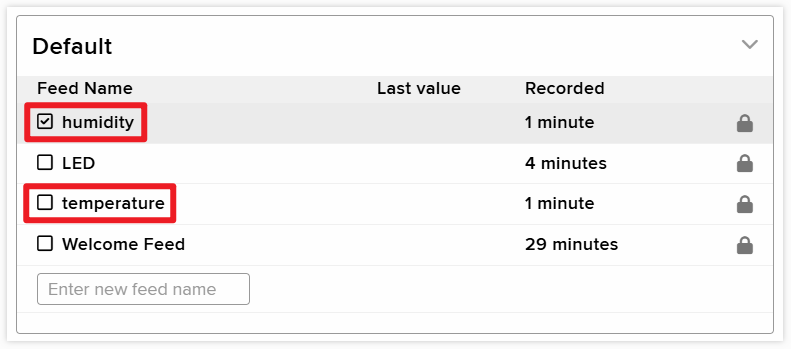 Default
Feed Name Last value Recorded
humidity 1 minute
LED 4 minutes
temperature 1 minute
Welcome Feed 29 minutes
Enter new feed name